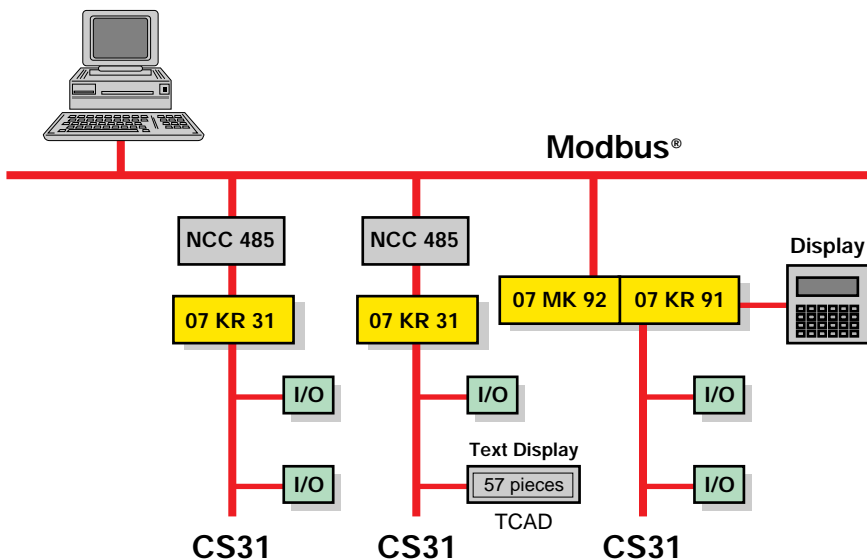 Modbus®
NCC 485
NCC 485
Display
07 KR 31
07 KR 31
07 MK 92
07 KR 91
I/O
I/O
I/O
Text Display
I/O
57 pieces
I/O
TCAD
CS31
CS31
CS31